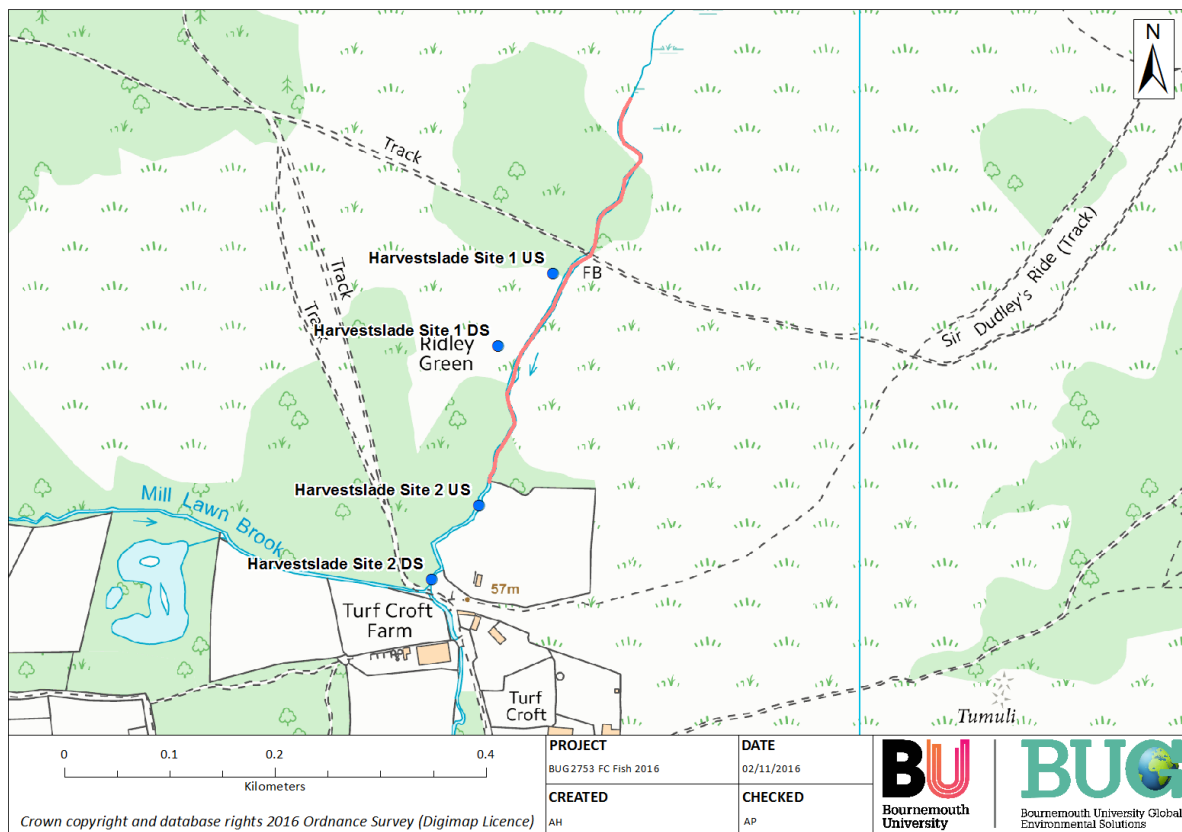 N
Track
Harvestslade Site 1 US
FB
Track
Track
Sir Dudley's Ride (Track)
Harvestslade Site 1 DS
Ridley
Green
Harvestslade Site 2 US
Mill Lawn Brook
Harvestslade Site 2 DS
57m
Turf Croft
Farm
Turf
Croft
Tumuli
0
0.1
0.2
0.4
Kilometers
Crown copyright and database rights 2016 Ordnance Survey (Digimap Licence)
PROJECT
BUG2753 FC Fish 2016
DATE
02/11/2016
CREATED
AH
CHECKED
AP
BU
Bournemouth
University
BUG
Bournemouth University Global
Environmental Solutions